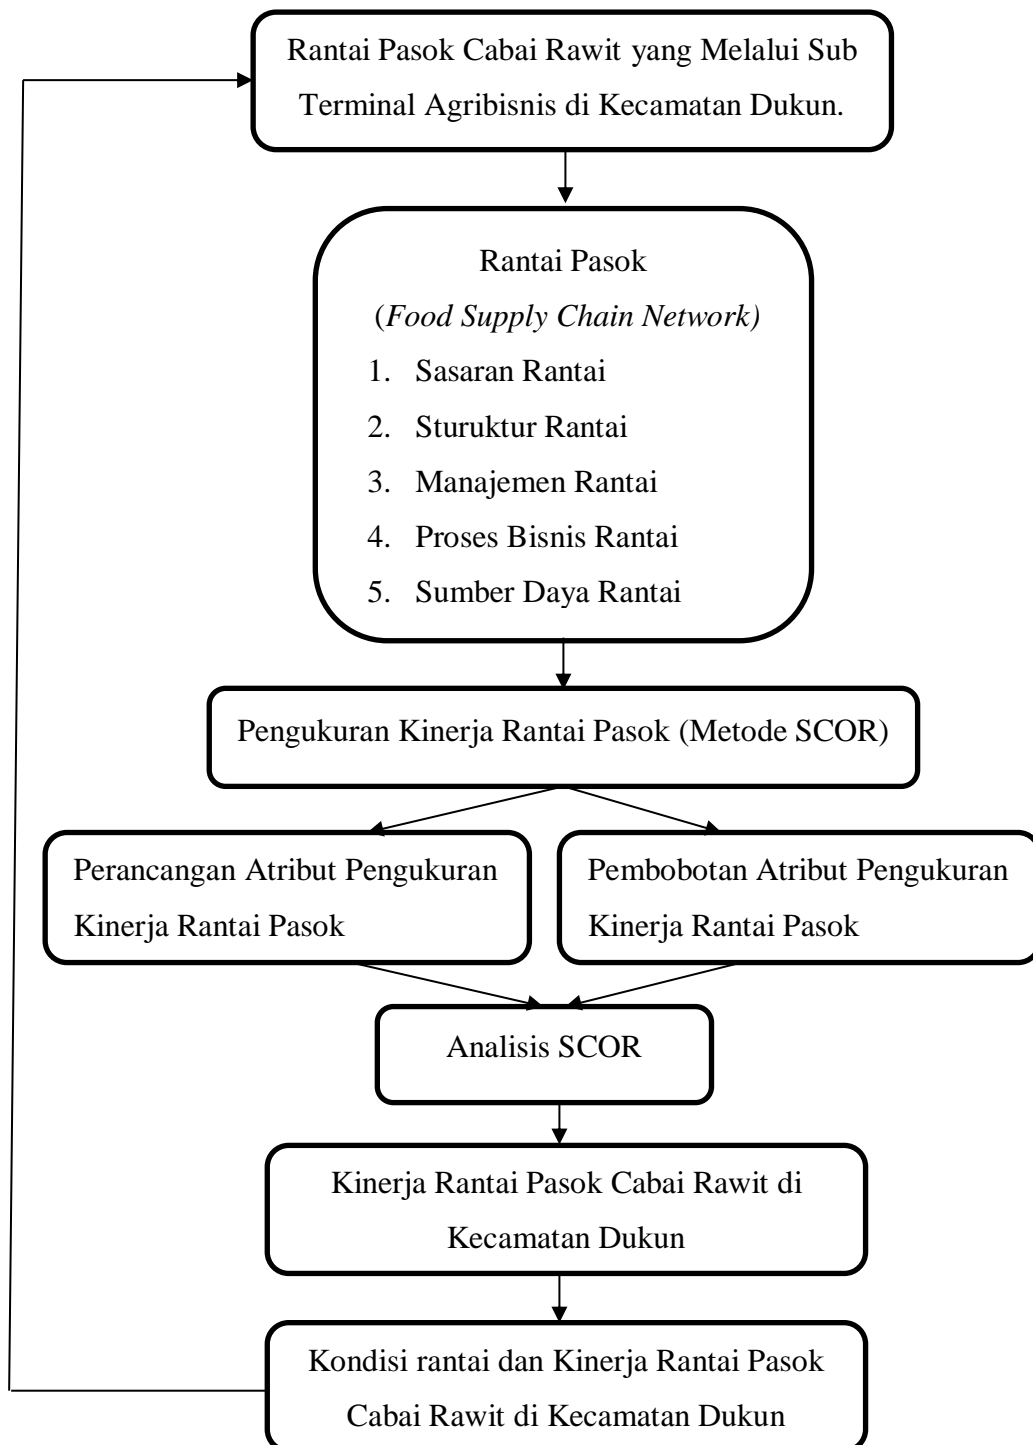 Rantai Pasok Cabai Rawit yang Melalui Sub
Terminal Agribisnis di Kecamatan Dukun.
Rantai Pasok
(Food Supply Chain Network)
1. Sasaran Rantai
2. Sturuktur Rantai
3. Manajemen Rantai
4. Proses Bisnis Rantai
5. Sumber Daya Rantai
Pengukuran Kinerja Rantai Pasok (Metode SCOR)
Perancangan Atribut Pengukuran
Kinerja Rantai Pasok
Pembobotan Atribut Pengukuran
Kinerja Rantai Pasok
Analisis SCOR
Kinerja Rantai Pasok Cabai Rawit di
Kecamatan Dukun
Kondisi rantai dan Kinerja Rantai Pasok
Cabai Rawit di Kecamatan Dukun